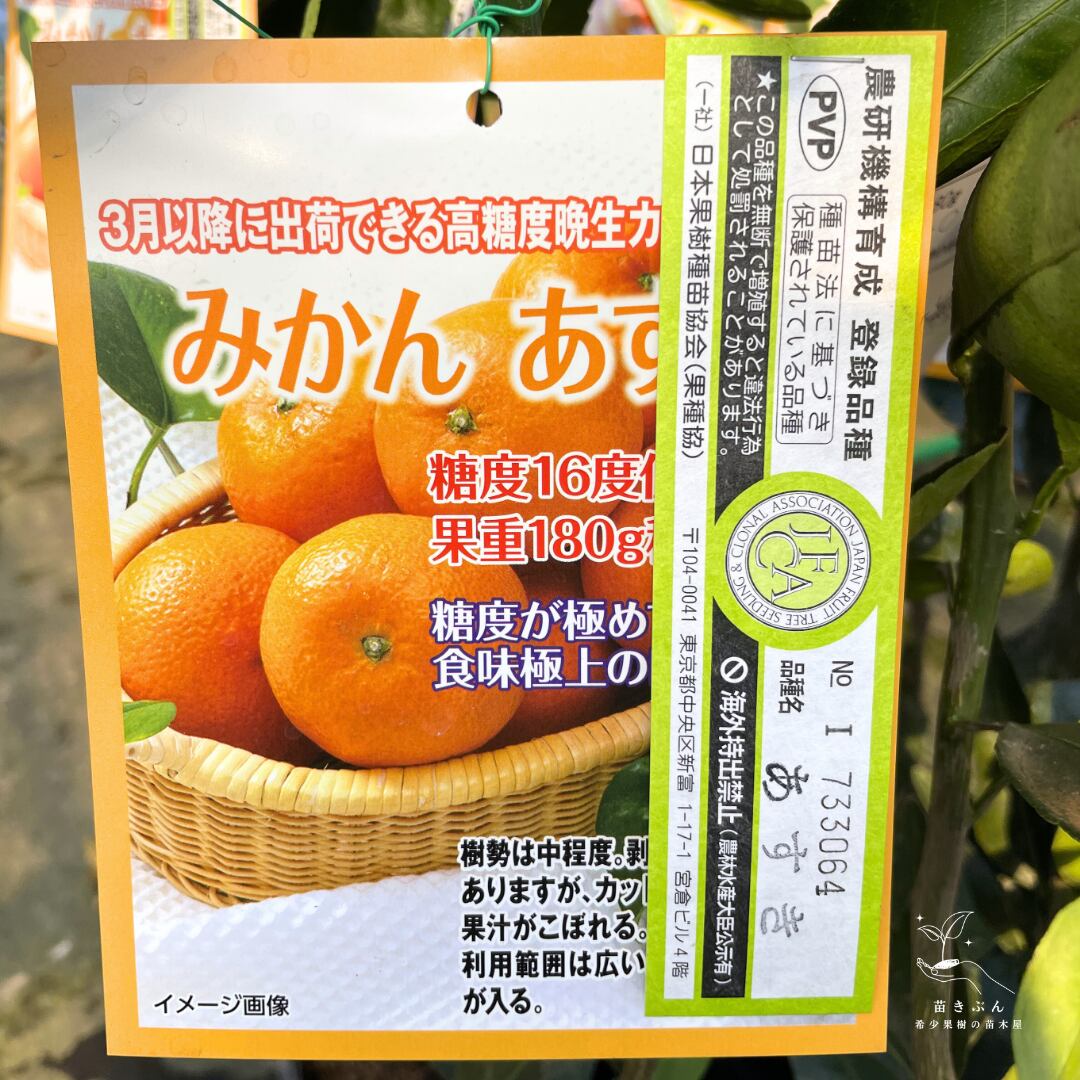 3月以降に出荷できる高糖度晩生カ
みかん あす
糖度16度
果重180g
糖度が極め
食味極上の
樹勢は中程度。剥
ありますが、カッ
果汁がこぼれる。
利用範囲は広い
が入る。
イメージ画像
農研機構育成 登録品種
PVP
種苗法に基づき
保護されている品種
★この品種を無断で増殖すると違法行為
として処罰されることがあります。
(一社)日本果樹種苗協会(果種協)
〒104-0041 東京都中央区新富 1-17-1 宮倉ビル4階
JAPAN FRUIT TREE SEEDLING & CLONAL ASSOCIATION
JFCA
海外持出禁止(農林水産大臣公示有)
№ I 733064
品種名 あすき
苗きぶん
希少果樹の苗木屋